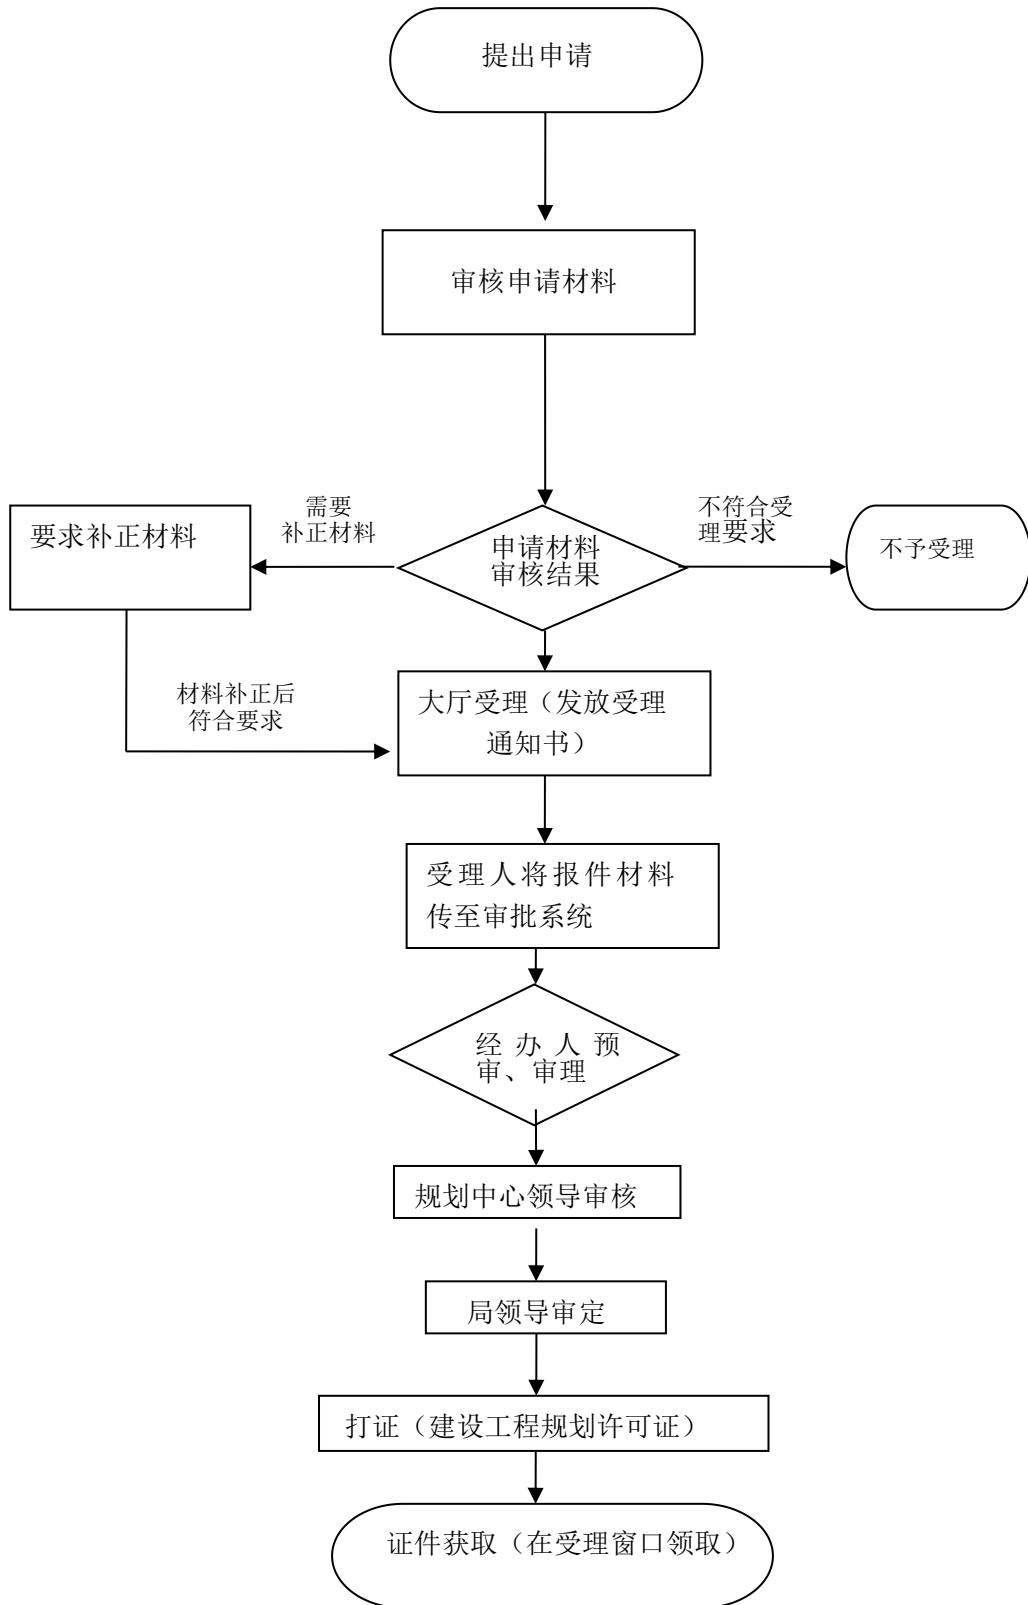 提出申请
审核申请材料
需要
补正材料
不符合受
理要求
要求补正材料
申请材料
审核结果
不予受理
材料补正后
符合要求
大厅受理（发放受理
通知书）
受理人将报件材料
传至审批系统
经办人预
审、审理
规划中心领导审核
局领导审定
打证（建设工程规划许可证）
证件获取（在受理窗口领取）